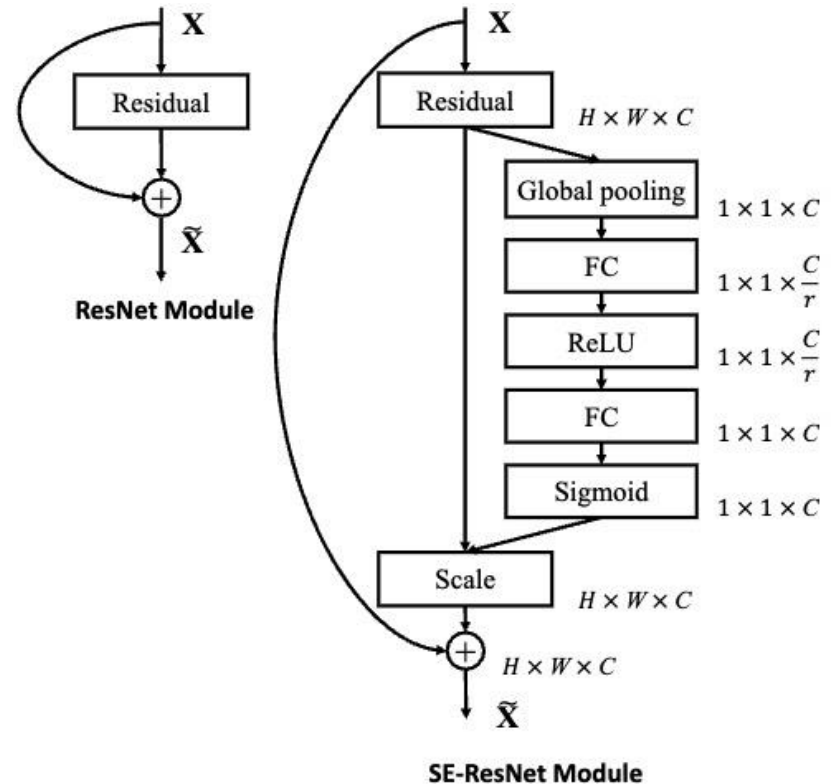 X
Residual
+
X̃
ResNet Module
X
Residual
H × W × C
Global pooling
1 × 1 × C
FC
1 × 1 × C/r
ReLU
1 × 1 × C/r
FC
1 × 1 × C
Sigmoid
1 × 1 × C
Scale
H × W × C
+
H × W × C
X̃
SE-ResNet Module